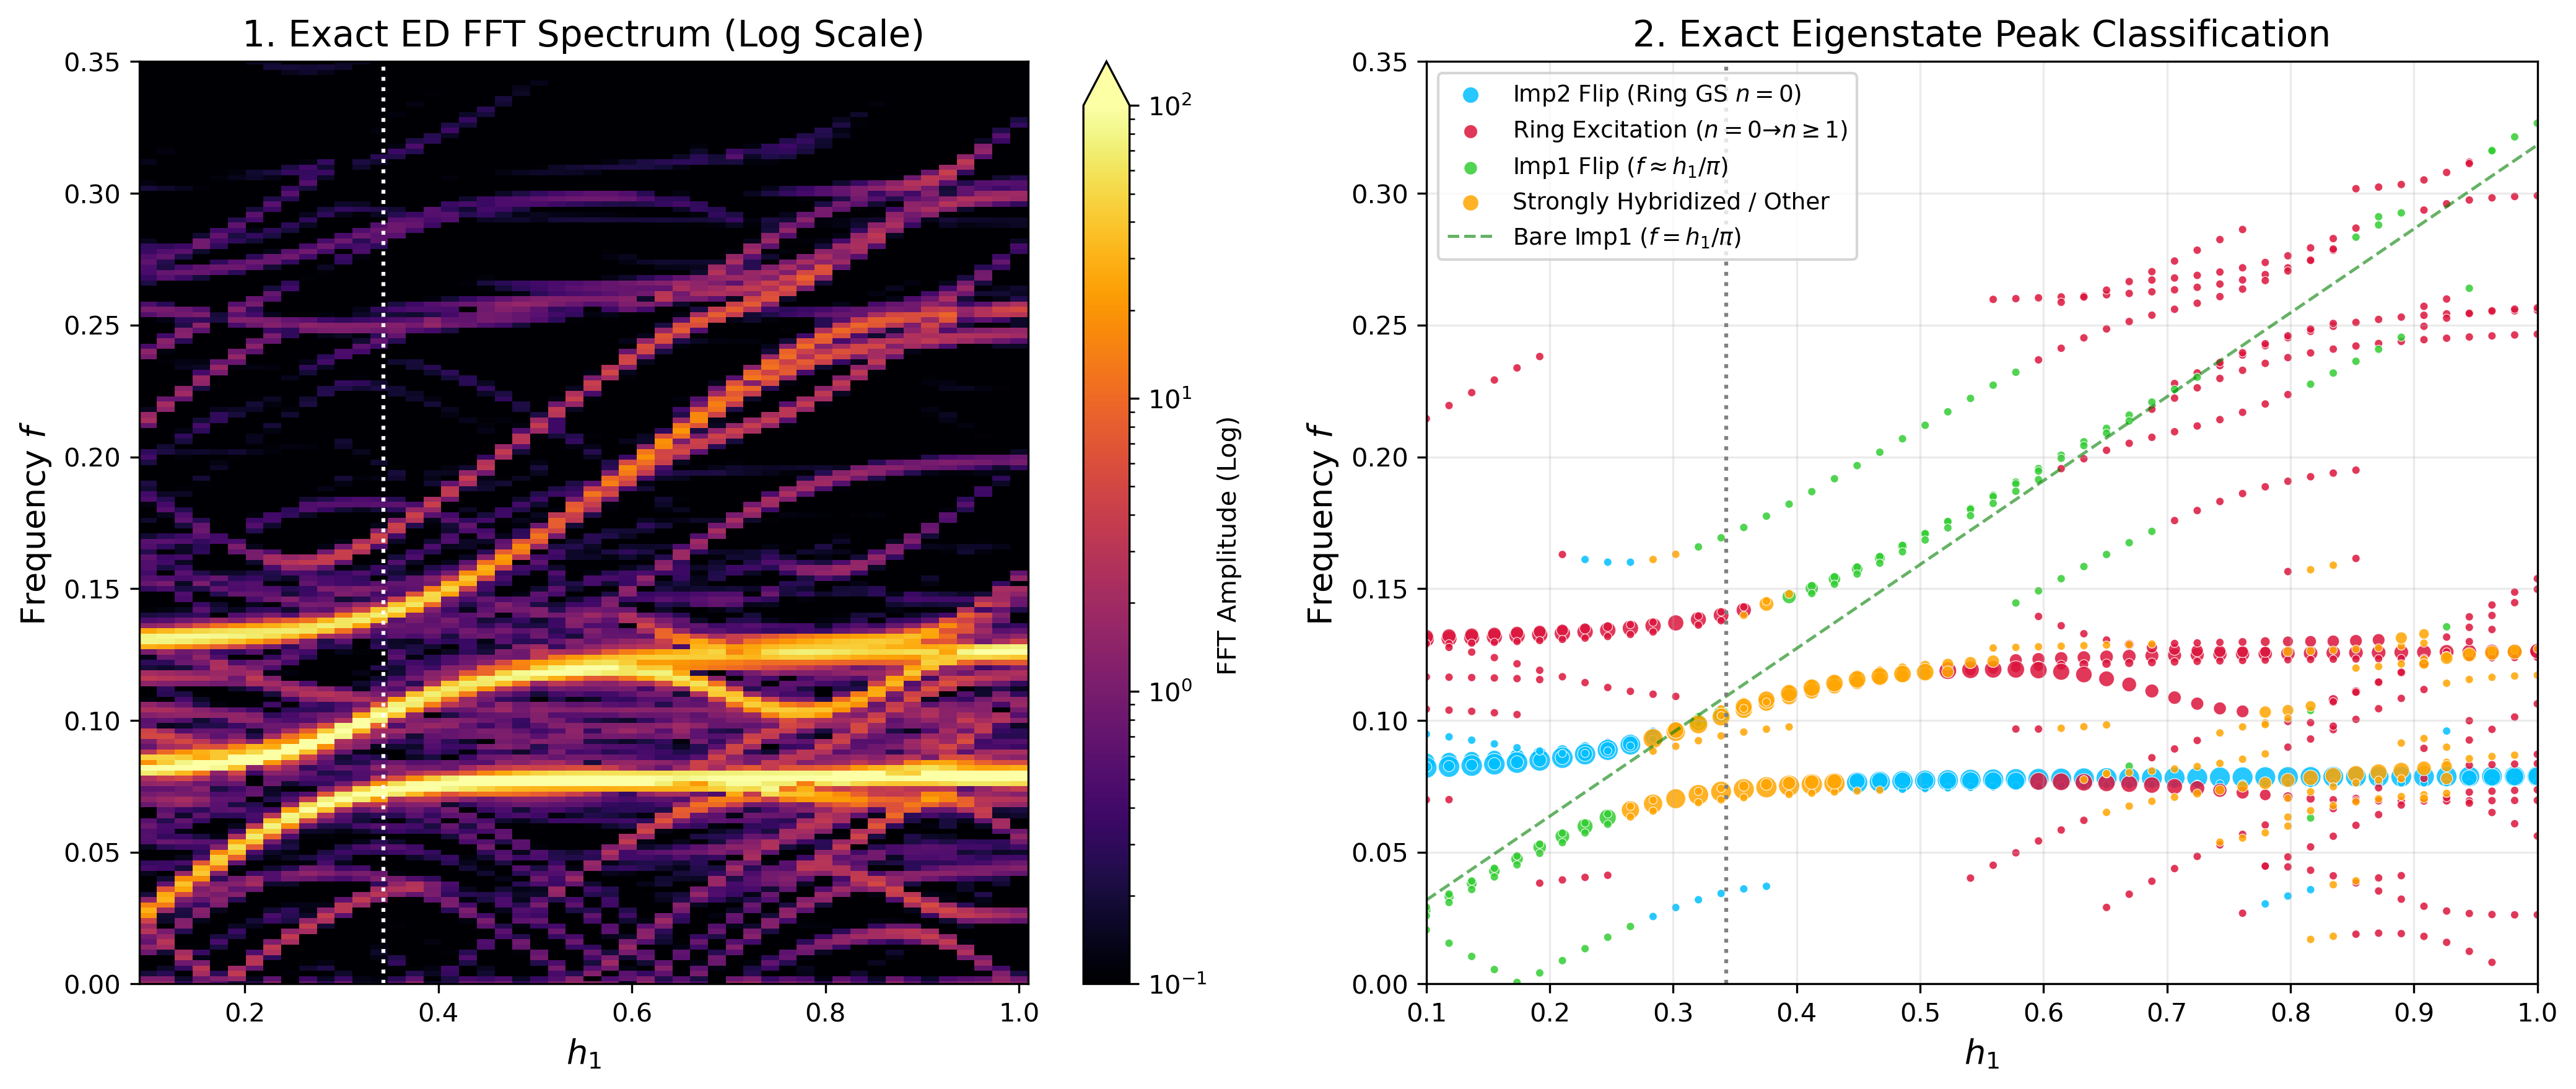 1. Exact ED FFT Spectrum (Log Scale)
Frequency f
0.35
0.30
0.25
0.20
0.15
0.10
0.05
0.00
0.2
0.4
0.6
0.8
1.0
h₁
10²
10¹
10⁰
10⁻¹
FFT Amplitude (Log)
2. Exact Eigenstate Peak Classification
Imp2 Flip (Ring GS n = 0)
Ring Excitation (n = 0→n ≥ 1)
Imp1 Flip (f ≈ h₁/π)
Strongly Hybridized / Other
Bare Imp1 (f = h₁/π)
Frequency f
0.35
0.30
0.25
0.20
0.15
0.10
0.05
0.00
0.1
0.2
0.3
0.4
0.5
0.6
0.7
0.8
0.9
1.0
h₁